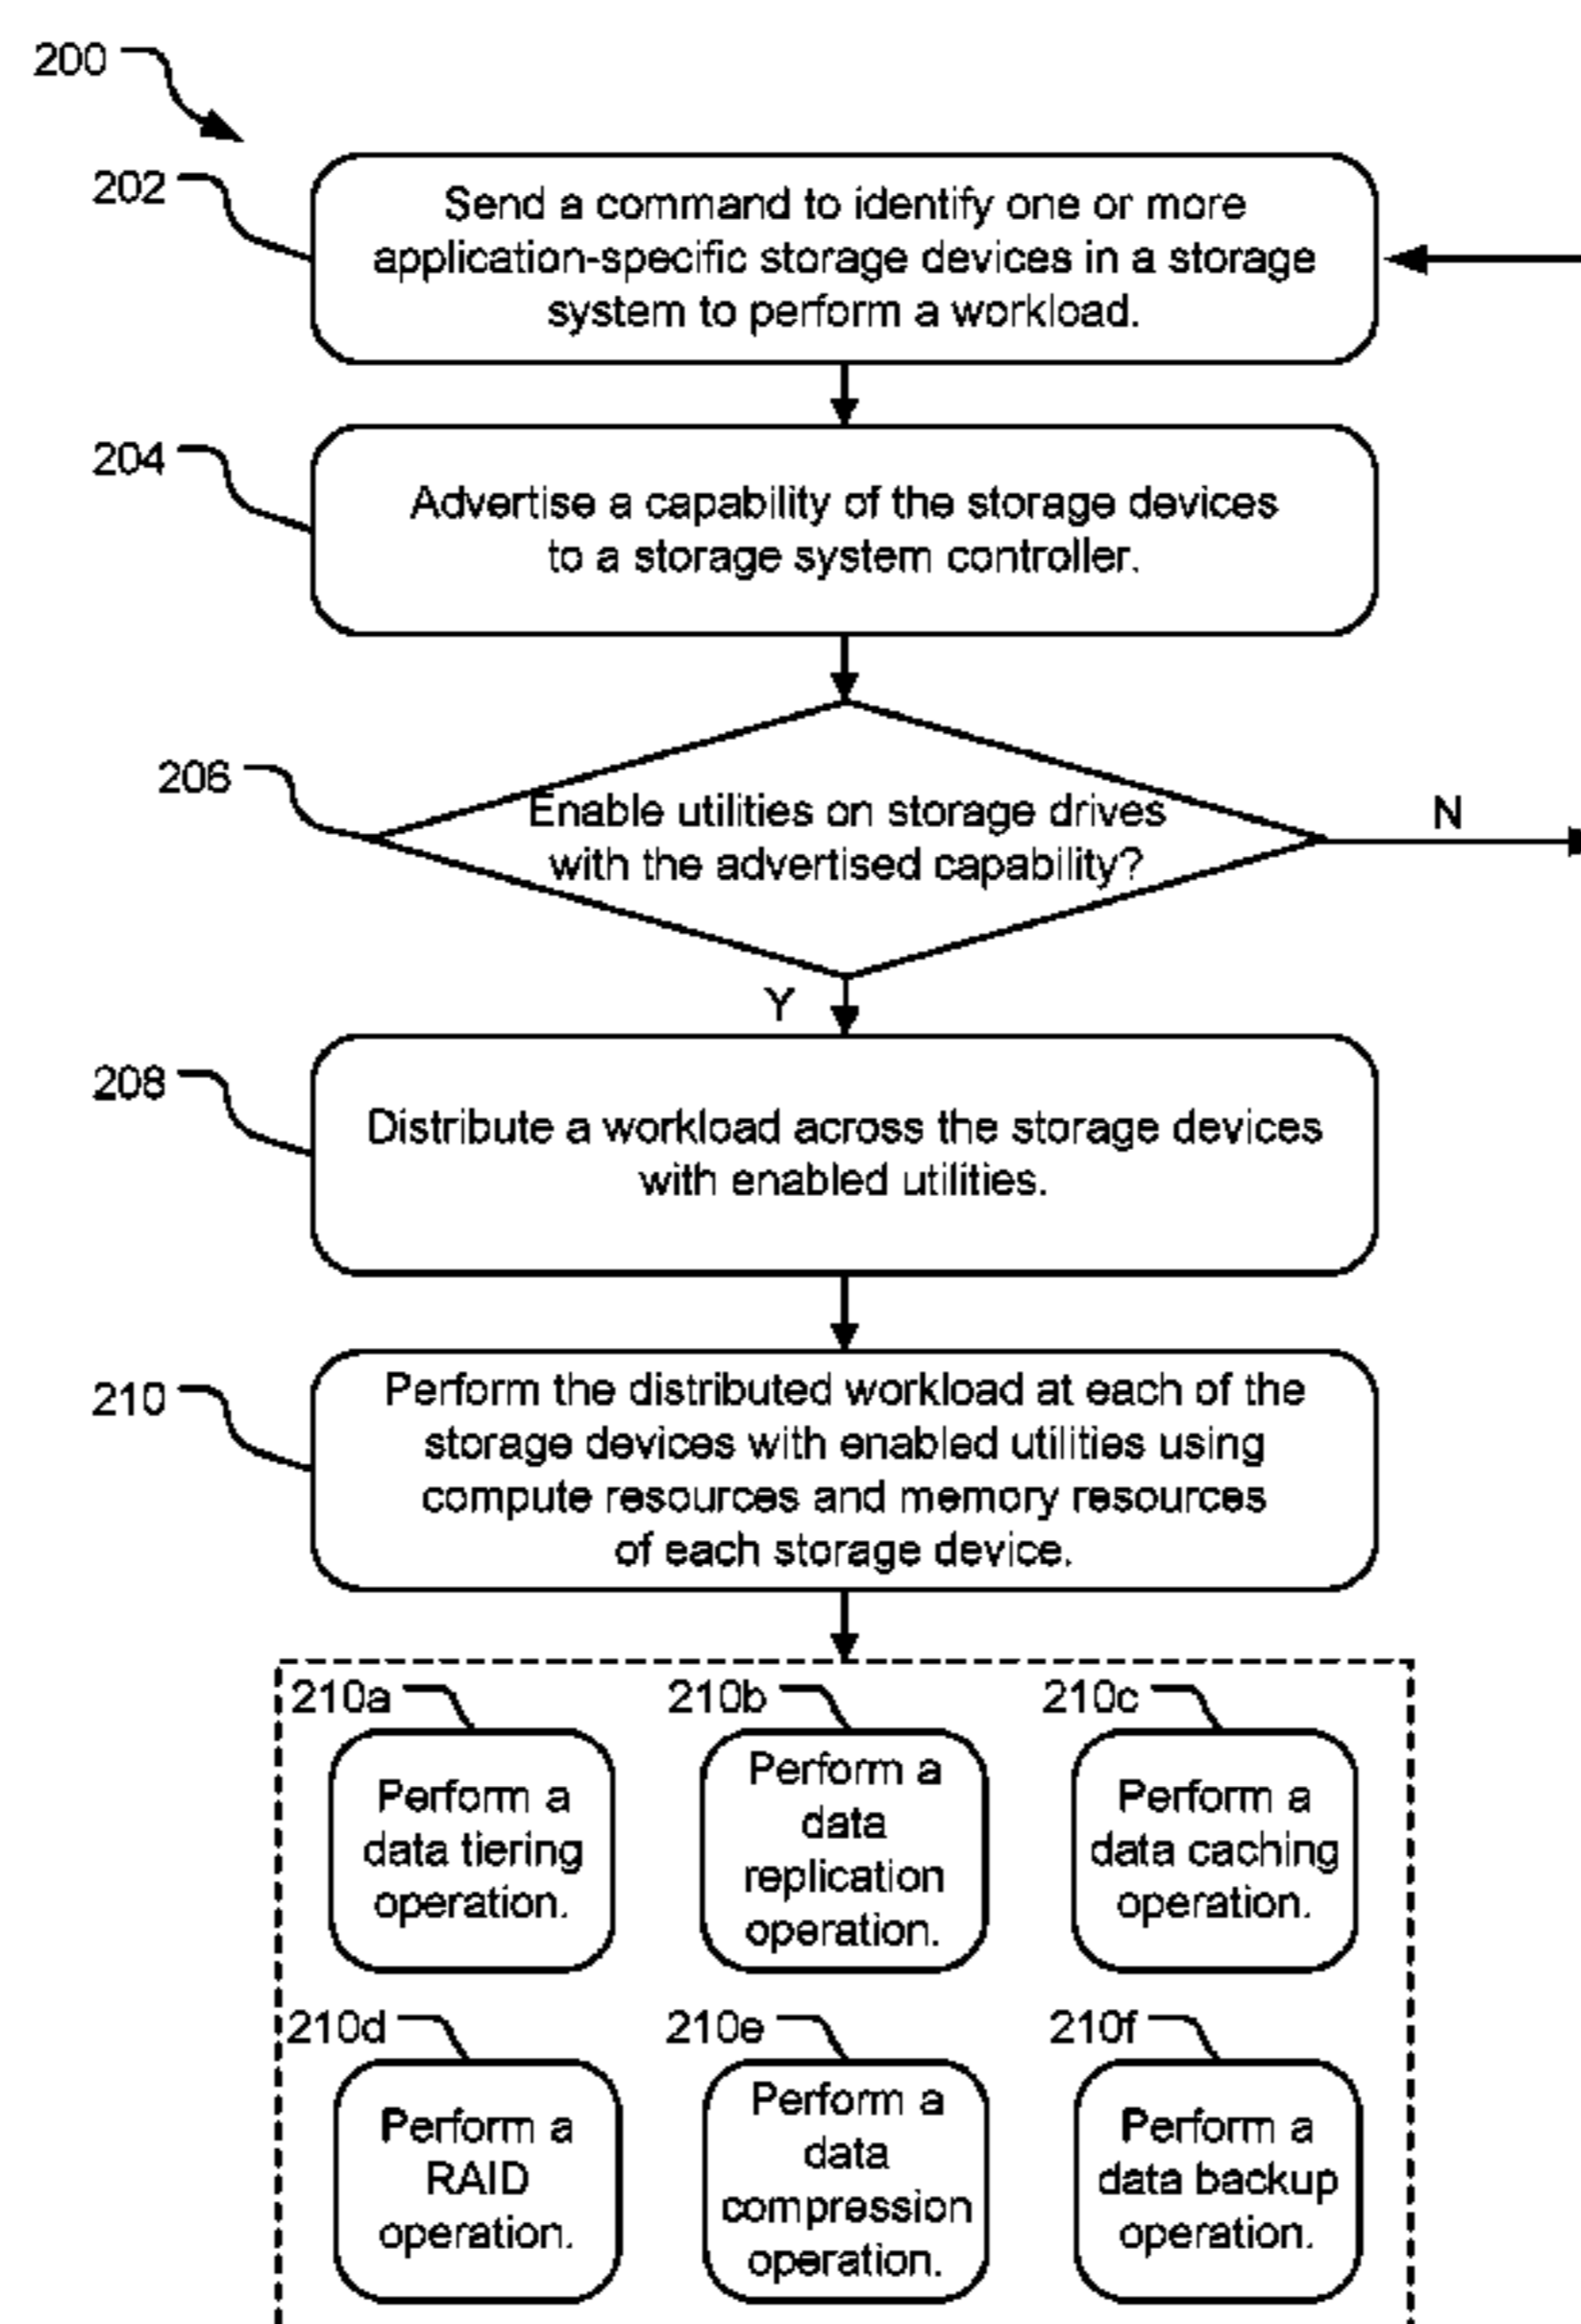 200
202
Send a command to identify one or more
application-specific storage devices in a storage
system to perform a workload.
204
Advertise a capability of the storage devices
to a storage system controller.
206
Enable utilities on storage drives
with the advertised capability?
N
Y
208
Distribute a workload across the storage devices
with enabled utilities.
210
Perform the distributed workload at each of the
storage devices with enabled utilities using
compute resources and memory resources
of each storage device.
210a
Perform a
data tiering
operation.
210b
Perform a
data
replication
operation.
210c
Perform a
data caching
operation.
210d
Perform a
RAID
operation.
210e
Perform a
data
compression
operation.
210f
Perform a
data backup
operation.